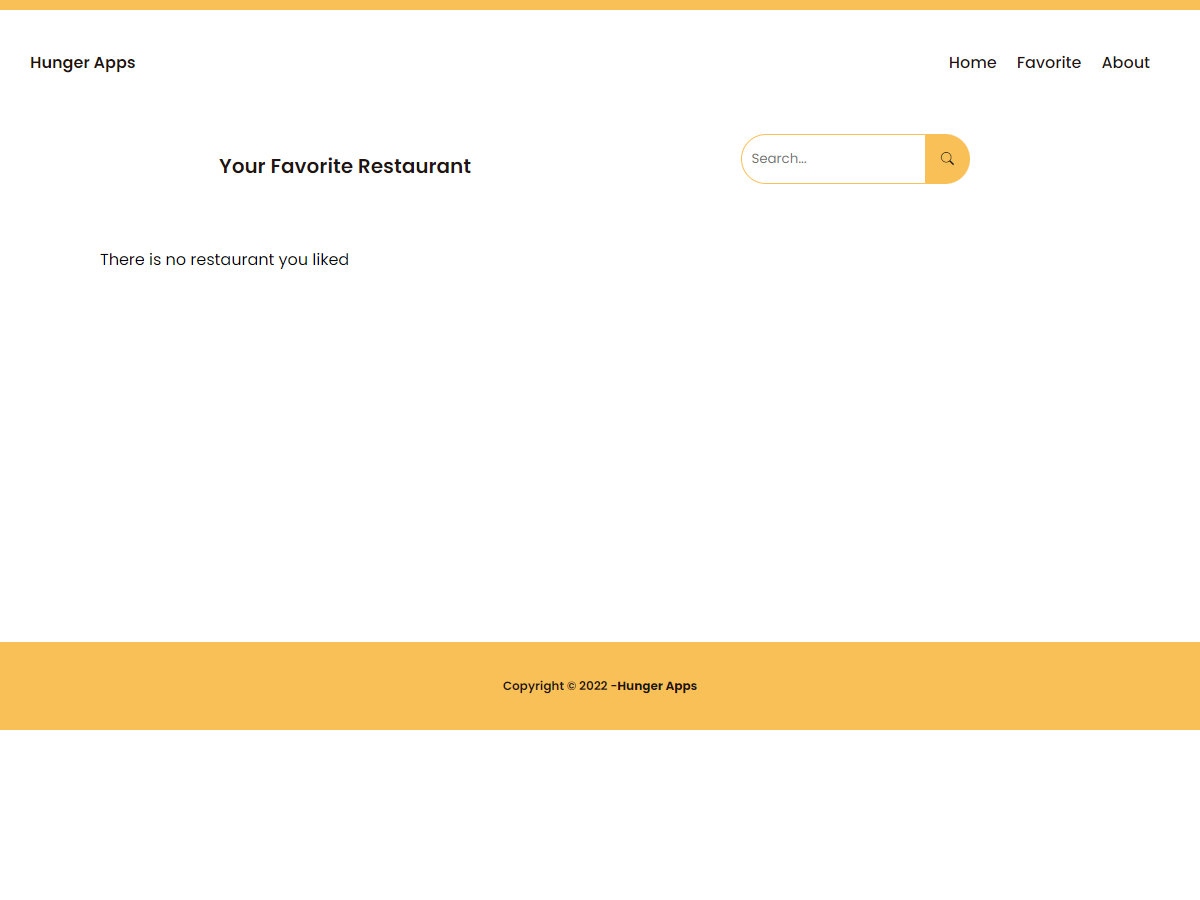 Hunger Apps
Home Favorite About
Your Favorite Restaurant
Search...
There is no restaurant you liked
Copyright © 2022 -Hunger Apps